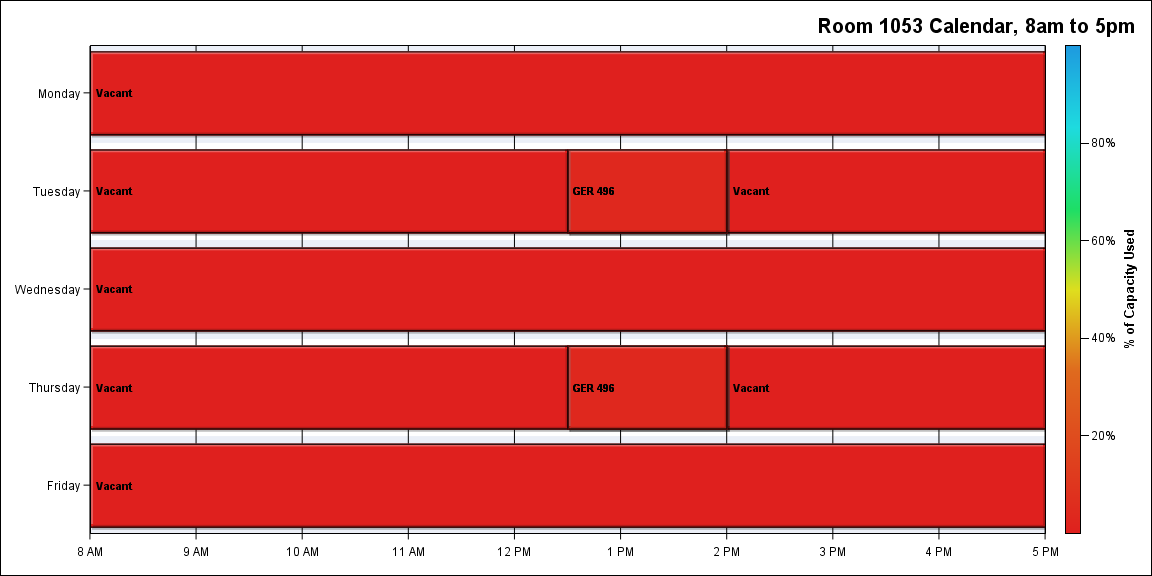 Room 1053 Calendar, 8am to 5pm
Monday
Vacant
Tuesday
Vacant
GER 496
Vacant
Wednesday
Vacant
Thursday
Vacant
GER 496
Vacant
Friday
Vacant
8 AM
9 AM
10 AM
11 AM
12 PM
1 PM
2 PM
3 PM
4 PM
5 PM
80%
60%
40%
20%
% of Capacity Used